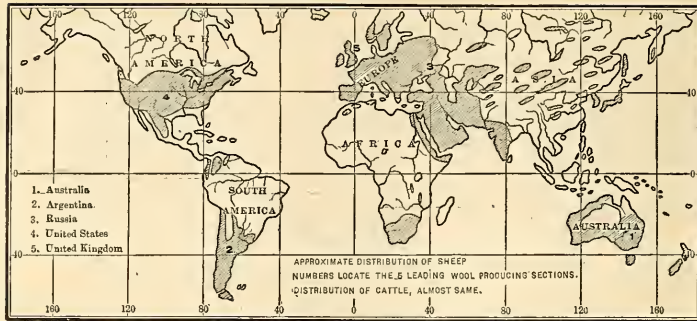 160 120 80 40 0 40 80 120 160
NORTH
AMERICA
EUROPE
ASIA
5
3
4
40 40
AFRICA
0 0
1. Australia
2. Argentina.
3. Russia
4. United States
5. United Kingdom
SOUTH
AMERICA
AUSTRALIA
1
2
40 40
APPROXIMATE DISTRIBUTION OF SHEEP
NUMBERS LOCATE THE 5 LEADING WOOL PRODUCING SECTIONS.
DISTRIBUTION OF CATTLE, ALMOST SAME.
160 120 80 40 0 40 80 120 160